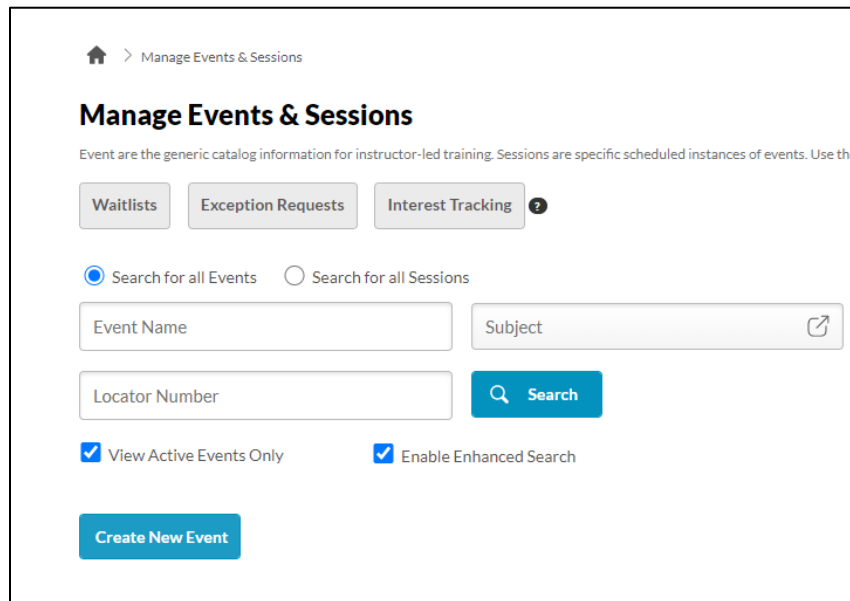 Manage Events & Sessions
Manage Events & Sessions
Event are the generic catalog information for instructor-led training. Sessions are specific scheduled instances of events. Use th
Waitlists Exception Requests Interest Tracking ?
Search for all Events Search for all Sessions
Event Name Subject
Locator Number Search
View Active Events Only Enable Enhanced Search
Create New Event